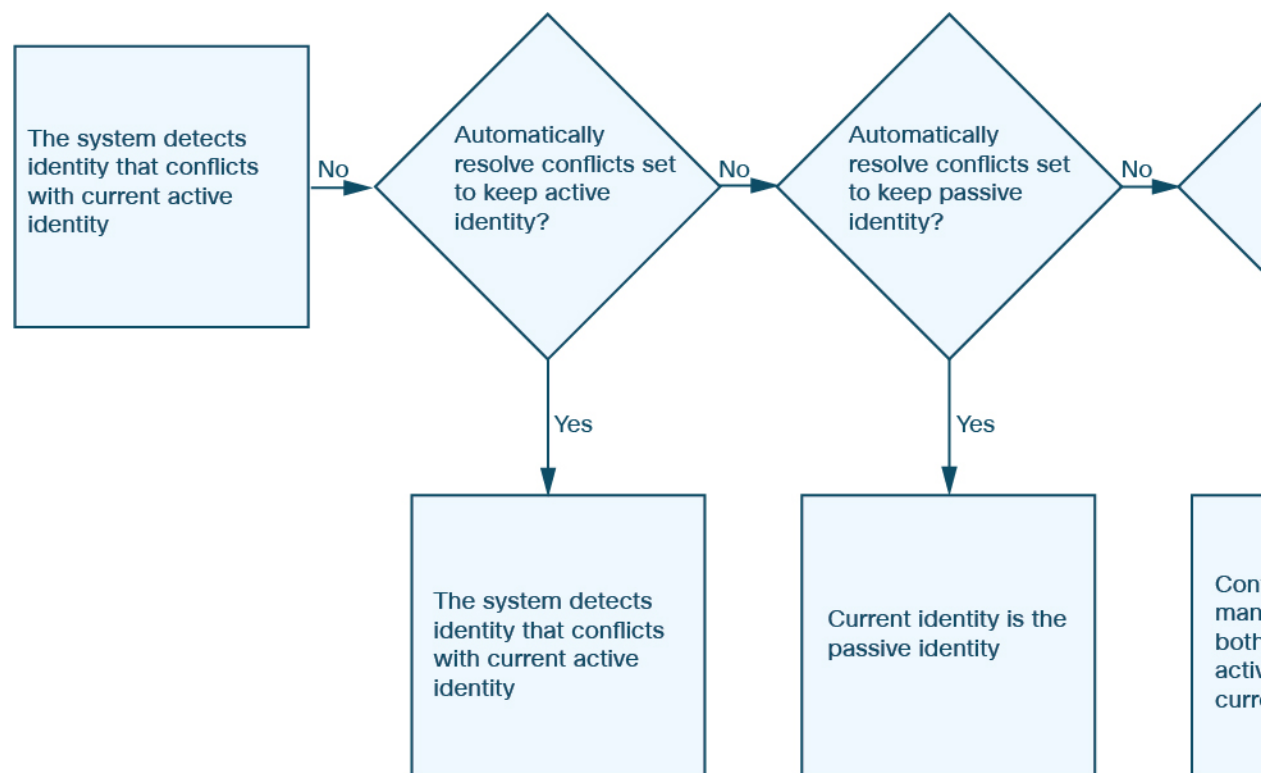 The system detects
identity that conflicts
with current active
identity
No
Automatically
resolve conflicts set
to keep active
identity?
No
Automatically
resolve conflicts set
to keep passive
identity?
No
Yes
Yes
The system detects
identity that conflicts
with current active
identity
Current identity is the
passive identity
both